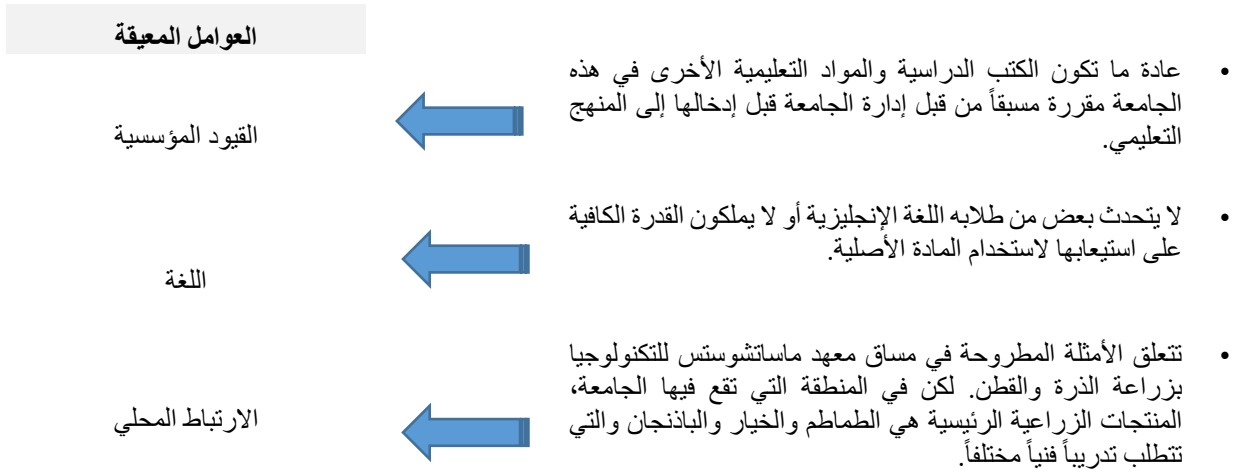 العوامل المعيقة
• عادة ما تكون الكتب الدراسية والمواد التعليمية الأخرى في هذه
الجامعة مقررة مسبقاً من قبل إدارة الجامعة قبل إدخالها إلى المنهج
التعليمي.
القيود المؤسسية
• لا يتحدث بعض من طلابه اللغة الإنجليزية أو لا يملكون القدرة الكافية
على استيعابها لاستخدام المادة الأصلية.
اللغة
• تتعلق الأمثلة المطروحة في مساق معهد ماساتشوستس للتكنولوجيا
بزراعة الذرة والقطن. لكن في المنطقة التي تقع فيها الجامعة،
المنتجات الزراعية الرئيسية هي الطماطم والخيار والباذنجان والتي
تتطلب تدريباً فنياً مختلفاً.
الارتباط المحلي